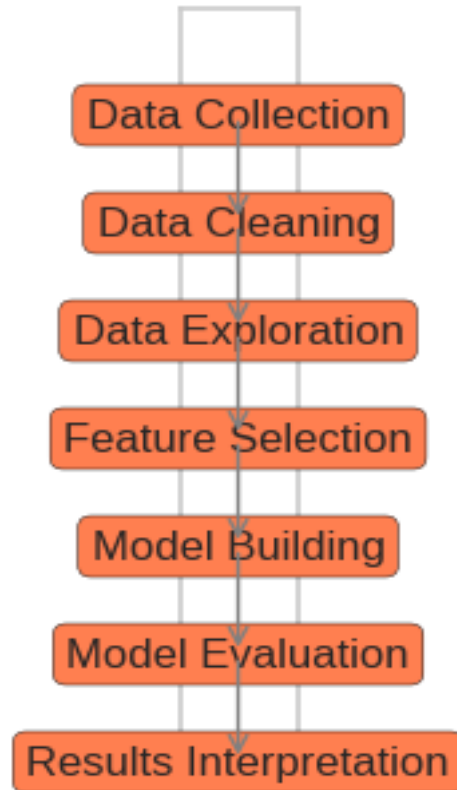 Data Collection
Data Cleaning
Data Exploration
Feature Selection
Model Building
Model Evaluation
Results Interpretation